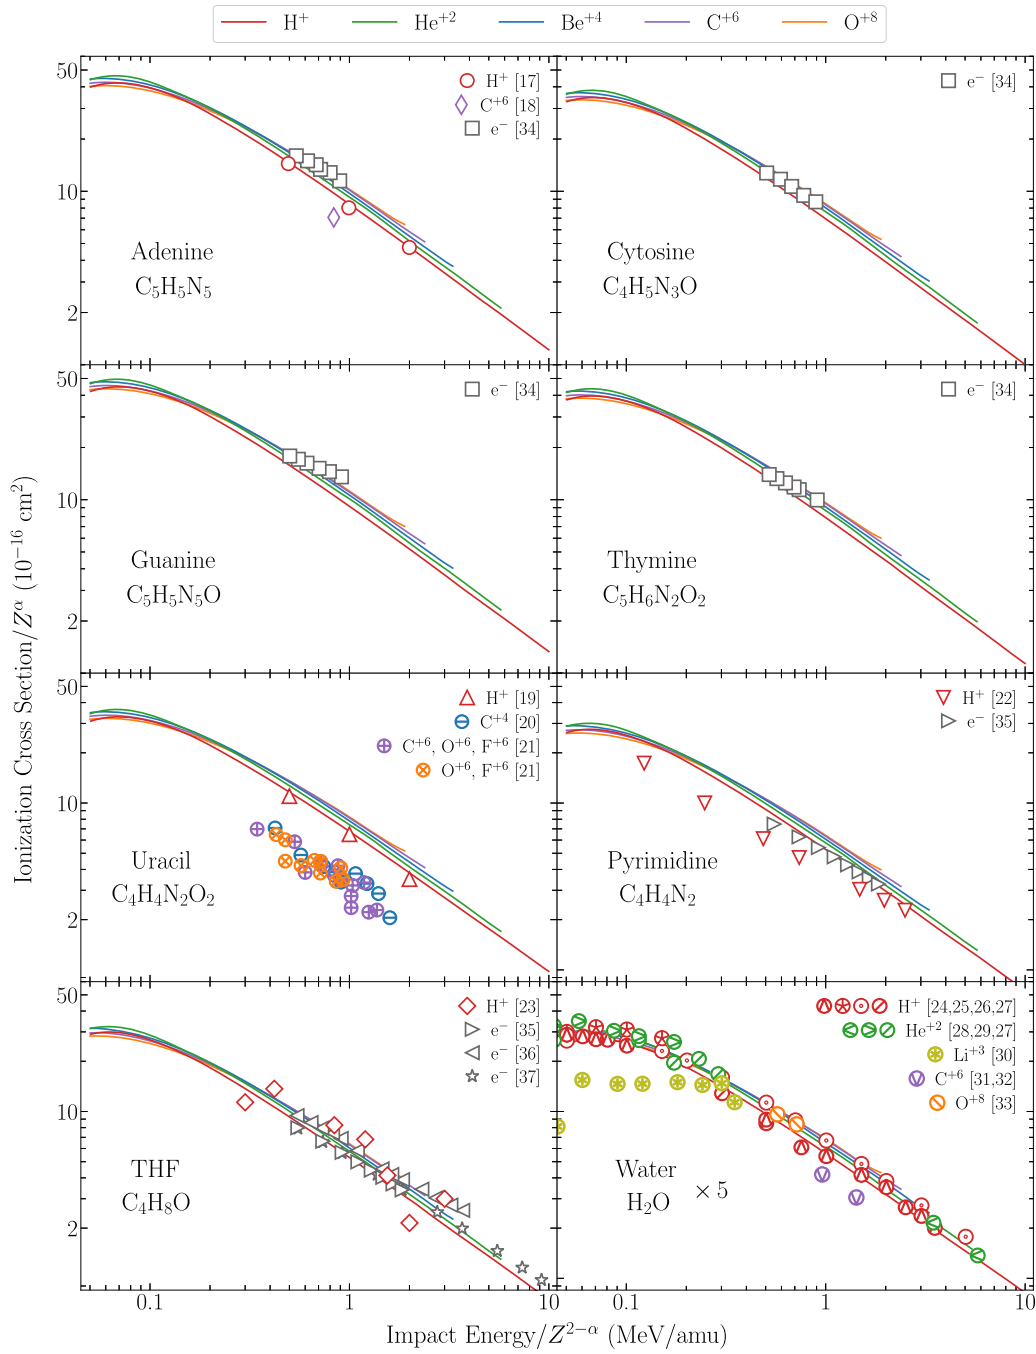 H⁺ He⁺² Be⁺⁴ C⁺⁶ O⁺⁸
50
10
2
H⁺ [17]
C⁺⁶ [18]
e⁻ [34]
Adenine
C₅H₅N₅
e⁻ [34]
Cytosine
C₄H₅N₃O
50
10
2
e⁻ [34]
Guanine
C₅H₅N₅O
e⁻ [34]
Thymine
C₅H₆N₂O₂
Ionization Cross Section/Z^α (10⁻¹⁶ cm²)
50
10
2
H⁺ [19]
C⁺⁴ [20]
C⁺⁶, O⁺⁶, F⁺⁶ [21]
O⁺⁶, F⁺⁶ [21]
Uracil
C₄H₄N₂O₂
H⁺ [22]
e⁻ [35]
Pyrimidine
C₄H₄N₂
50
10
2
H⁺ [23]
e⁻ [35]
e⁻ [36]
e⁻ [37]
THF
C₄H₈O
H⁺ [24,25,26,27]
He⁺² [28,29,27]
Li⁺³ [30]
C⁺⁶ [31,32]
O⁺⁸ [33]
Water
H₂O × 5
0.1 1 10 0.1 1 10
Impact Energy/Z²⁻^α (MeV/amu)